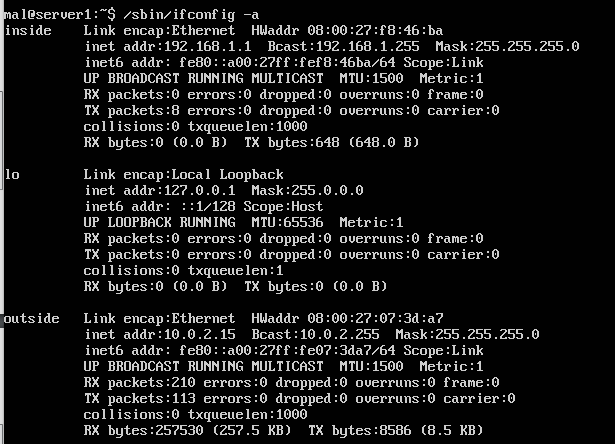 mal@server1:~$ /sbin/ifconfig -a
inside Link encap:Ethernet HWaddr 08:00:27:f8:46:ba
inet addr:192.168.1.1 Bcast:192.168.1.255 Mask:255.255.255.0
inet6 addr: fe80::a00:27ff:fef8:46ba/64 Scope:Link
UP BROADCAST RUNNING MULTICAST MTU:1500 Metric:1
RX packets:0 errors:0 dropped:0 overruns:0 frame:0
TX packets:8 errors:0 dropped:0 overruns:0 carrier:0
collisions:0 txqueuelen:1000
RX bytes:0 (0.0 B) TX bytes:648 (648.0 B)
lo Link encap:Local Loopback
inet addr:127.0.0.1 Mask:255.0.0.0
inet6 addr: ::1/128 Scope:Host
UP LOOPBACK RUNNING MTU:65536 Metric:1
RX packets:0 errors:0 dropped:0 overruns:0 frame:0
TX packets:0 errors:0 dropped:0 overruns:0 carrier:0
collisions:0 txqueuelen:1
RX bytes:0 (0.0 B) TX bytes:0 (0.0 B)
outside Link encap:Ethernet HWaddr 08:00:27:07:3d:a7
inet addr:10.0.2.15 Bcast:10.0.2.255 Mask:255.255.255.0
inet6 addr: fe80::a00:27ff:fe07:3da7/64 Scope:Link
UP BROADCAST RUNNING MULTICAST MTU:1500 Metric:1
RX packets:210 errors:0 dropped:0 overruns:0 frame:0
TX packets:113 errors:0 dropped:0 overruns:0 carrier:0
collisions:0 txqueuelen:1000
RX bytes:257530 (257.5 KB) TX bytes:8586 (8.5 KB)